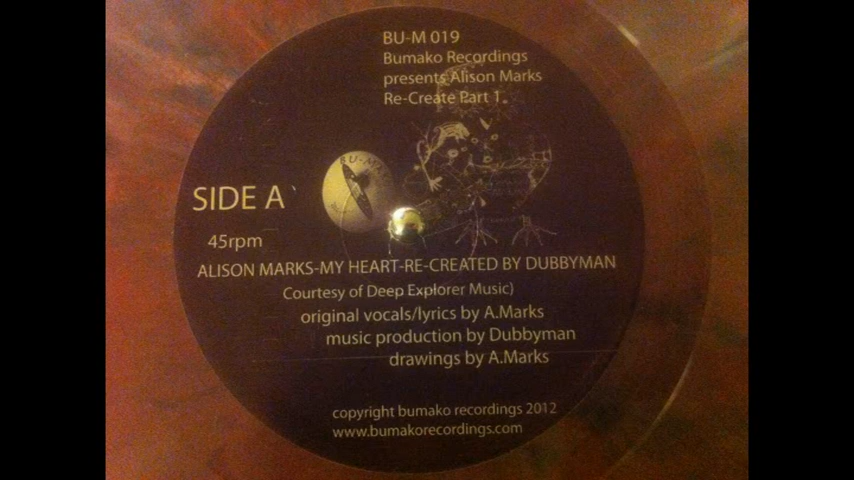 BU-M 019
Bumako Recordings
presents Alison Marks
Re-Create Part 1.
BU-MA
SIDE A
45rpm
ALISON MARKS-MY HEART-RE-CREATED BY DUBBYMAN
Courtesy of Deep Explorer Music)
original vocals/lyrics by A.Marks
music production by Dubbyman
drawings by A.Marks
copyright bumako recordings 2012
www.bumakorecordings.com